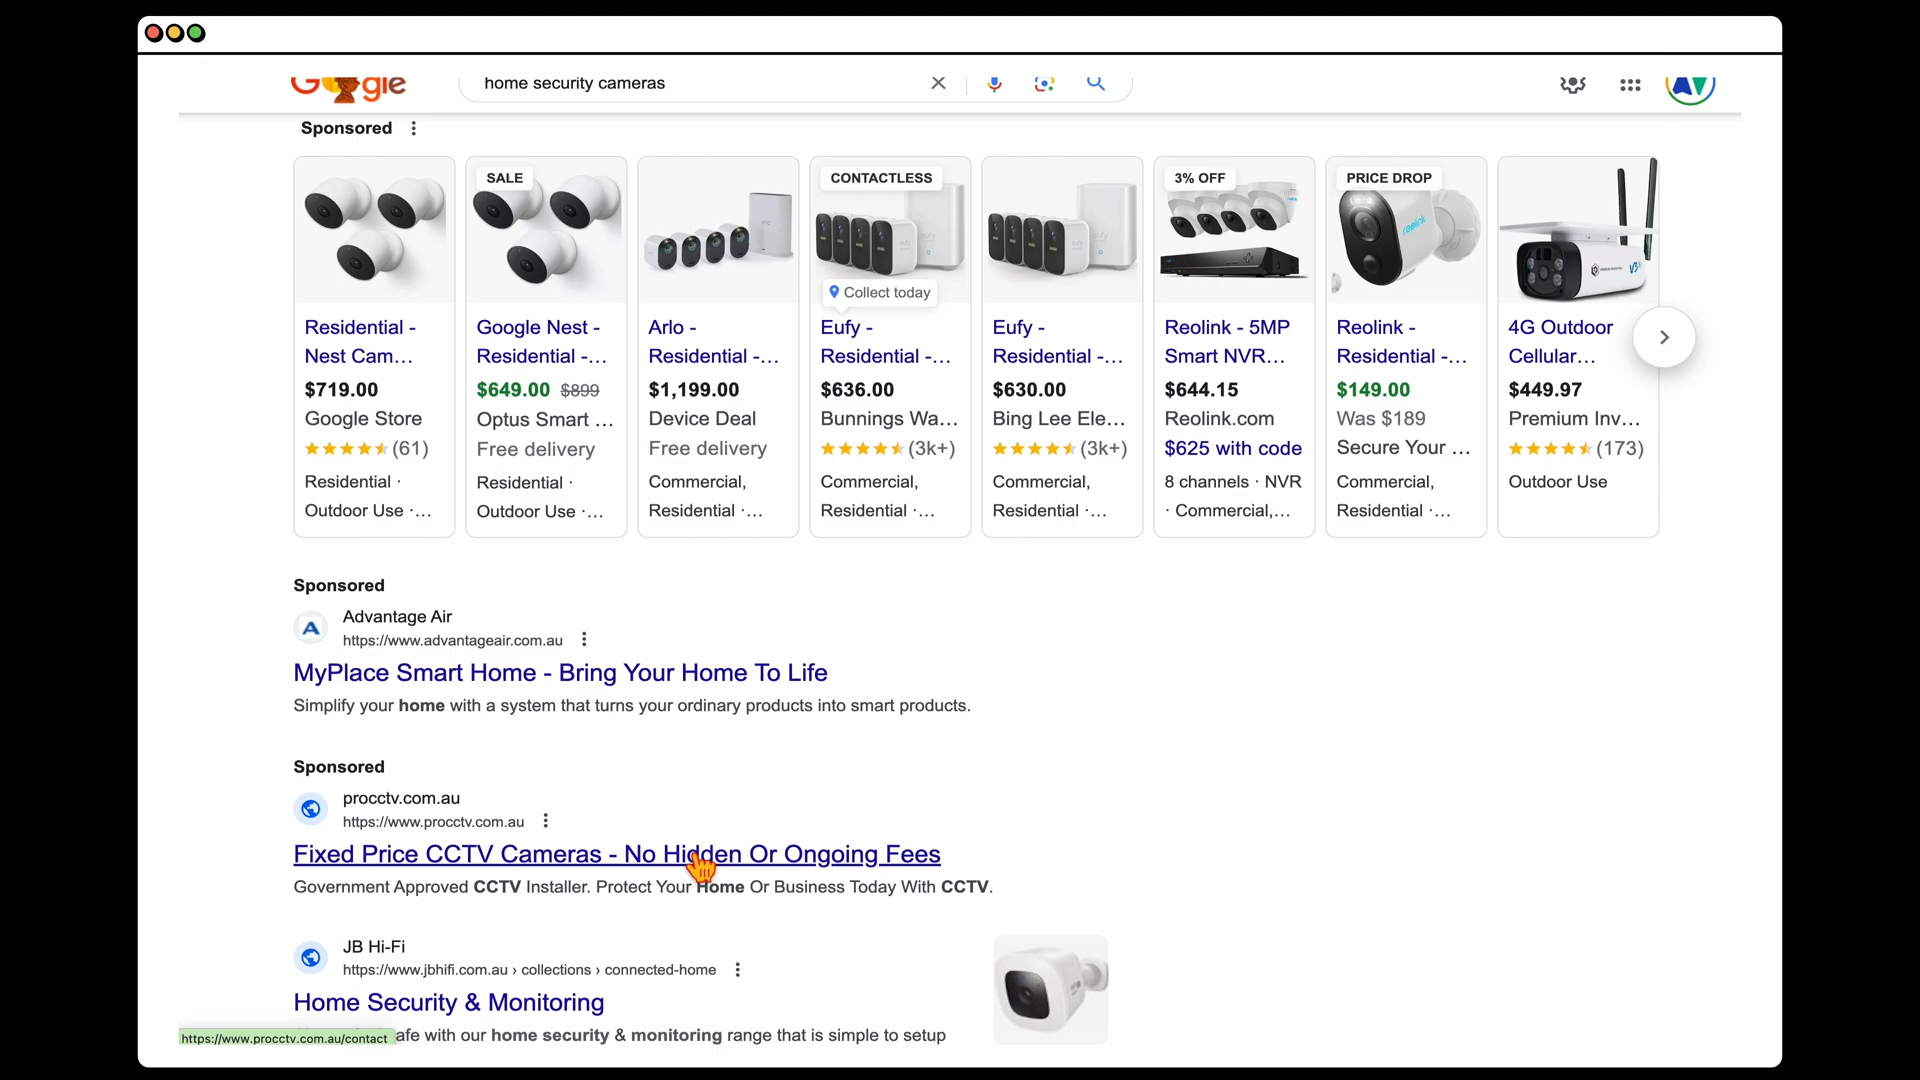 Google
home security cameras
Sponsored
SALE
CONTACTLESS
3% OFF
PRICE DROP
eufy
eufy
reolink
Collect today
Residential -
Nest Cam...
$719.00
Google Store
(61)
Residential ·
Outdoor Use ·...
Google Nest -
Residential -...
$649.00 $899
Optus Smart ...
Free delivery
Residential ·
Outdoor Use ·...
Arlo -
Residential -...
$1,199.00
Device Deal
Free delivery
Commercial,
Residential ·...
Eufy -
Residential -...
$636.00
Bunnings Wa...
(3k+)
Commercial,
Residential ·...
Eufy -
Residential -...
$630.00
Bing Lee Ele...
(3k+)
Commercial,
Residential ·...
Reolink - 5MP
Smart NVR...
$644.15
Reolink.com
$625 with code
8 channels · NVR
· Commercial,...
Reolink -
Residential -...
$149.00
Was $189
Secure Your ...
Commercial,
Residential ·...
4G Outdoor
Cellular...
$449.97
Premium Inv...
(173)
Outdoor Use
Sponsored
Advantage Air
https://www.advantageair.com.au
MyPlace Smart Home - Bring Your Home To Life
Simplify your home with a system that turns your ordinary products into smart products.
Sponsored
procctv.com.au
https://www.procctv.com.au
Fixed Price CCTV Cameras - No Hidden Or Ongoing Fees
Government Approved CCTV Installer. Protect Your Home Or Business Today With CCTV.
JB Hi-Fi
https://www.jbhifi.com.au › collections › connected-home
Home Security & Monitoring
afe with our home security & monitoring range that is simple to setup
https://www.procctv.com.au/contact